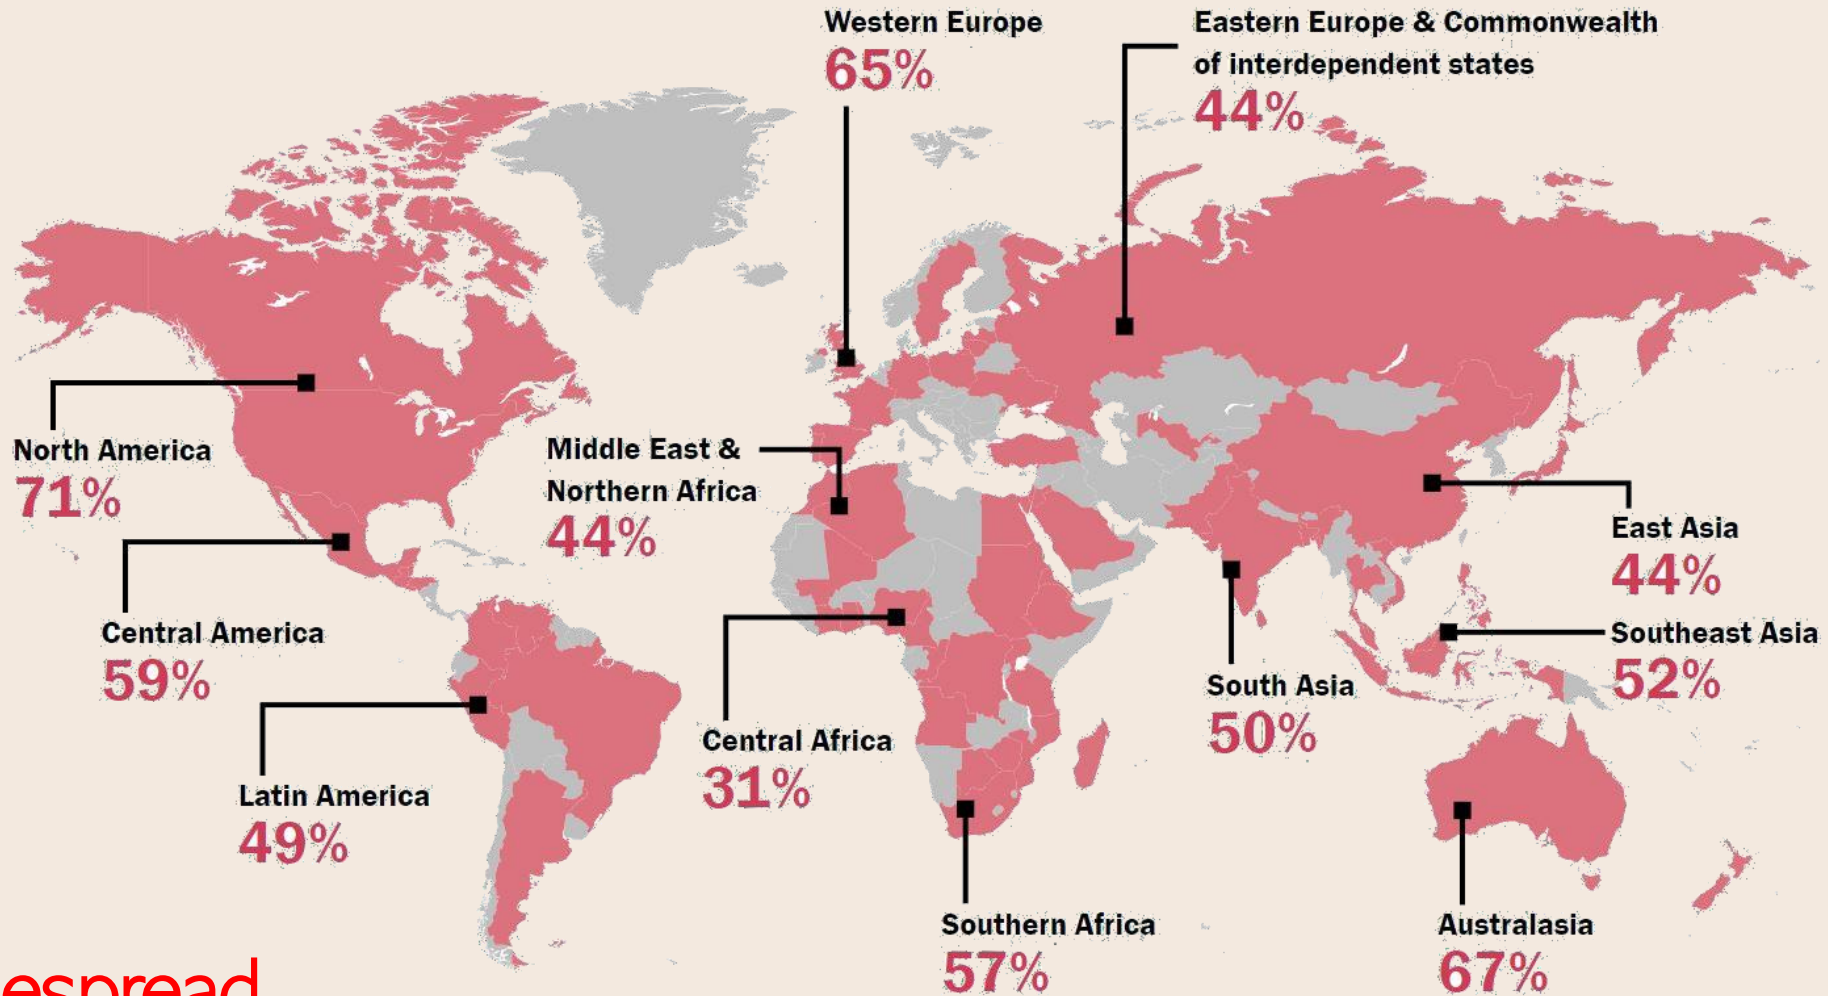 Western Europe
65%
Eastern Europe & Commonwealth
of interdependent states
44%
North America
71%
Middle East &
Northern Africa
44%
East Asia
44%
Central America
59%
Southeast Asia
52%
South Asia
50%
Central Africa
31%
Latin America
49%
Southern Africa
57%
Australasia
67%
espread